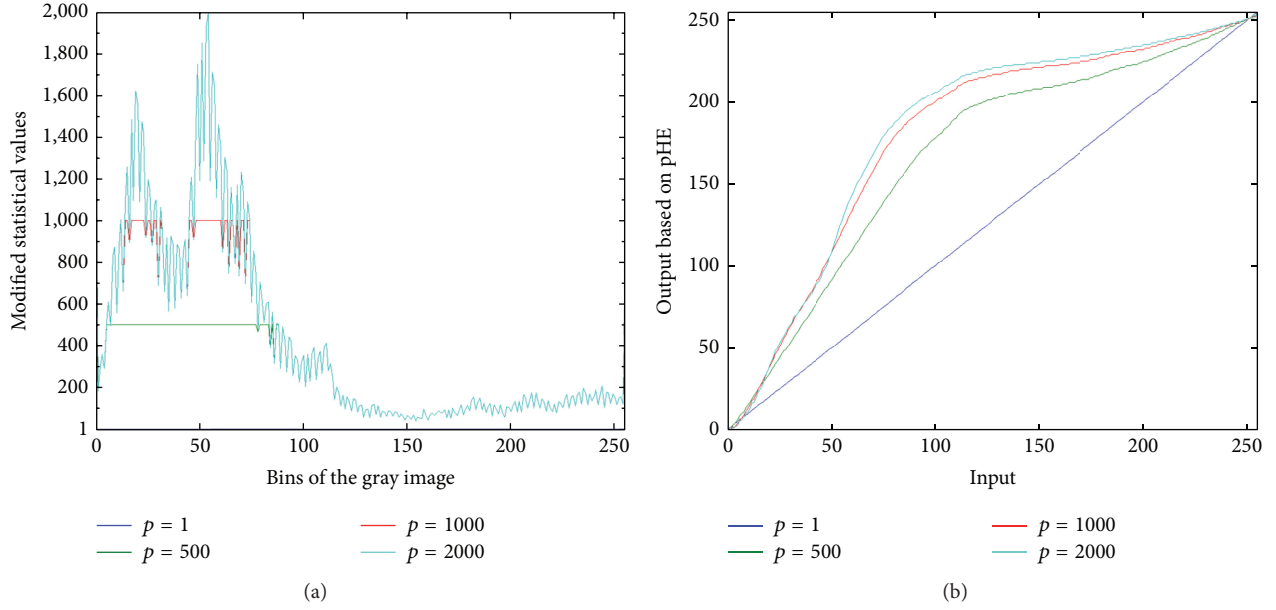 2,000
1,800
1,600
1,400
1,200
1,000
800
600
400
200
1
Modified statistical values
0 50 100 150 200 250
Bins of the gray image
p = 1 p = 1000
p = 500 p = 2000
(a)
250
200
150
100
50
0
Output based on pHE
0 50 100 150 200 250
Input
p = 1 p = 1000
p = 500 p = 2000
(b)